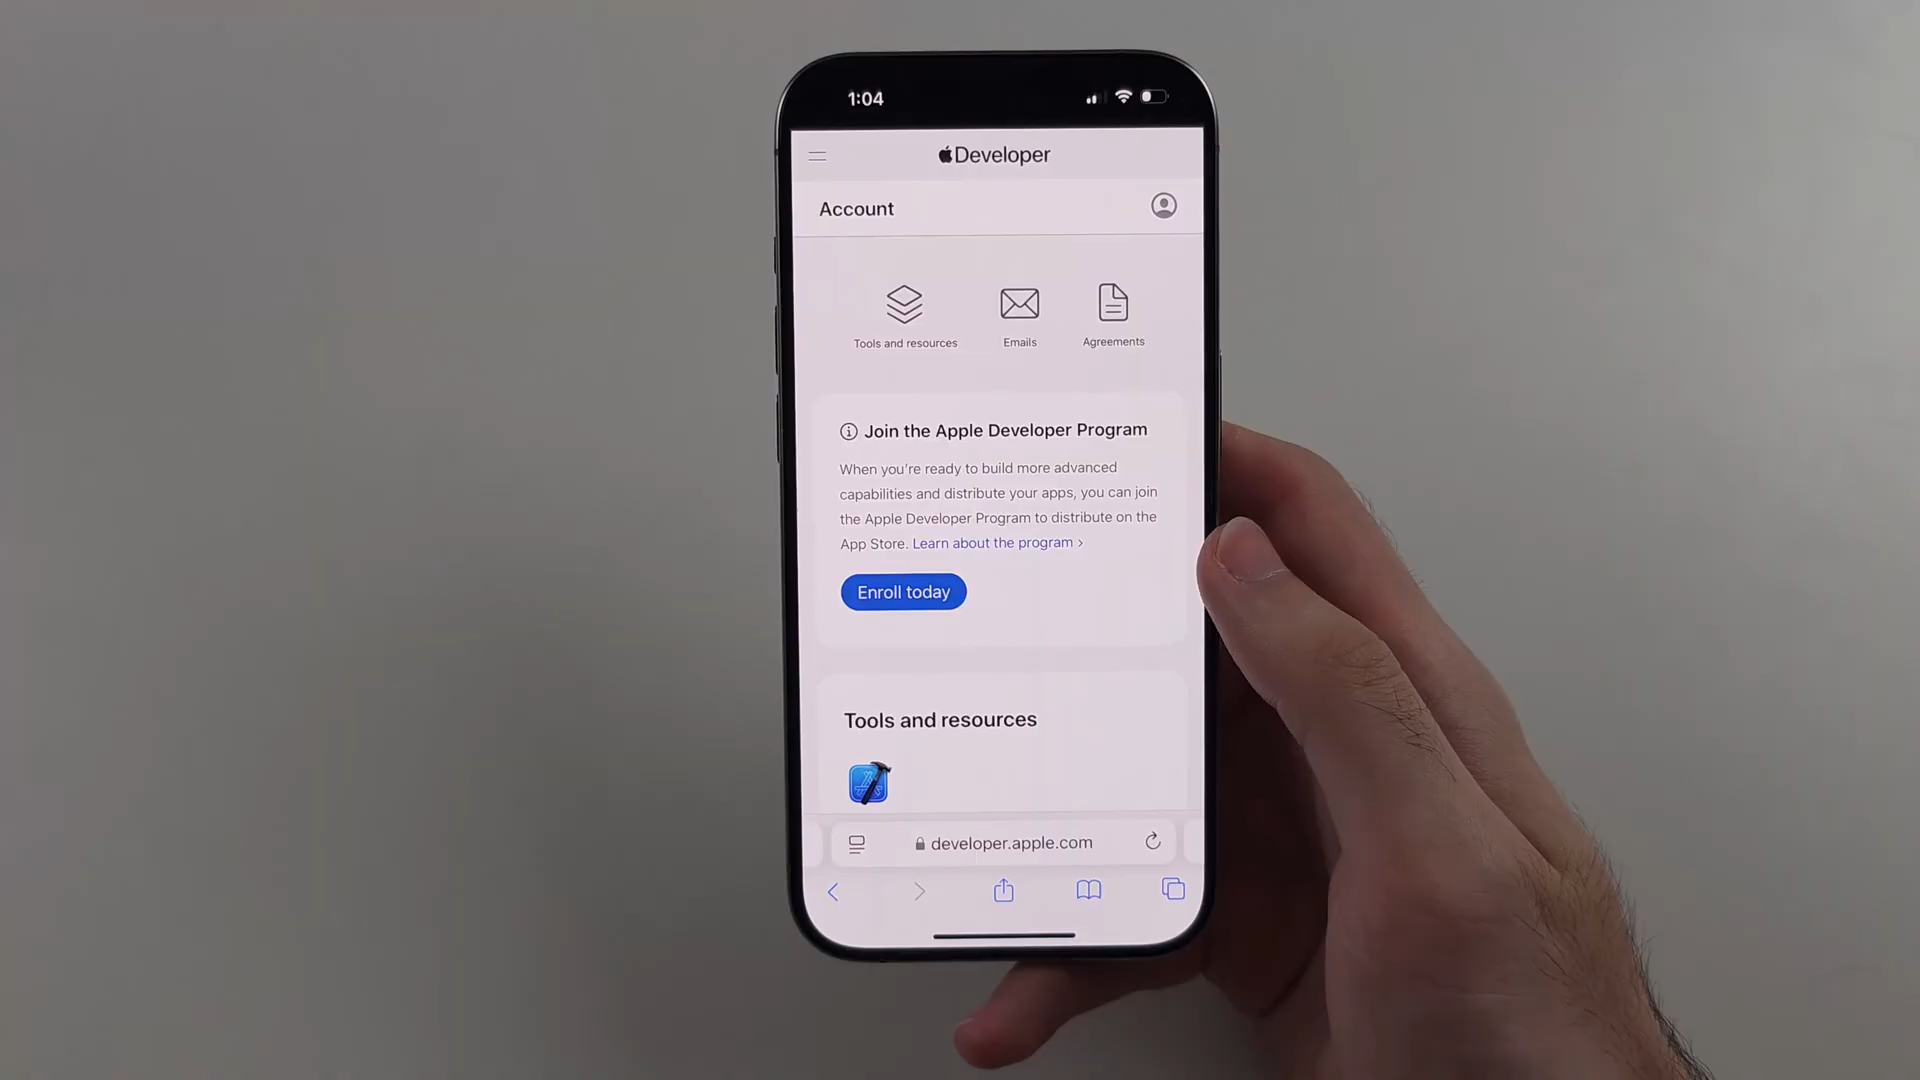 1:04
Developer
Account
Tools and resources
Emails
Agreements
Join the Apple Developer Program
When you’re ready to build more advanced
capabilities and distribute your apps, you can join
the Apple Developer Program to distribute on the
App Store. Learn about the program >
Enroll today
Tools and resources
developer.apple.com